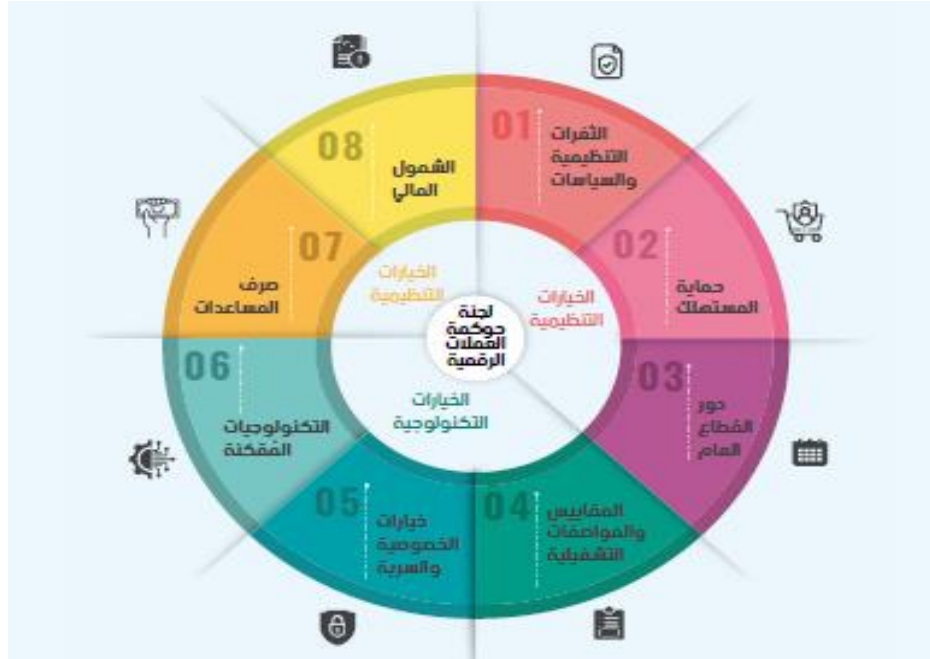 01
الثغرات
التنظيمية
والسياسات
02
حماية
المستهلك
03
دور
القطاع
العام
04
المقاييس
والمواصفات
التشغيلية
05
خيارات
الخصوصية
والسرية
06
التكنولوجيات
المُمَكنة
07
صرف
المساعدات
08
الشمول
المالي
الخيارات
التنظيمية
الخيارات
التنظيمية
الخيارات
التكنولوجية
لجنة
حوكمة
العملات
الرقمية